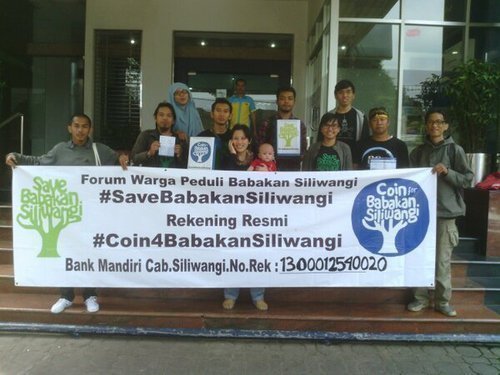 Forum Warga Peduli Babakan Siliwangi
#SaveBabakanSiliwangi
Rekening Resmi
#Coin4BabakanSiliwangi
Bank Mandiri Cab.Siliwangi.No.Rek : 1300012540020
Save
Babakan
Siliwangi
Coin for
Babakan
Siliwangi